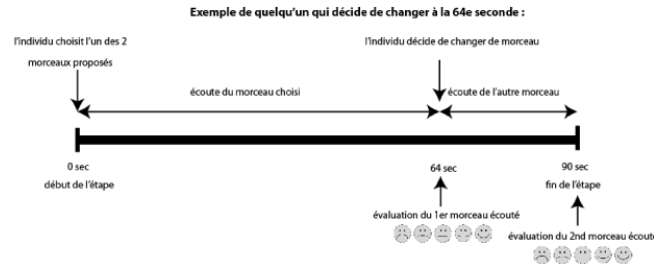 Exemple de quelqu'un qui décide de changer à la 64e seconde :
l'individu choisit l'un des 2
morceaux proposés
l'individu décide de changer de morceau
écoute du morceau choisi
écoute de l'autre morceau
0 sec
début de l'étape
64 sec
90 sec
fin de l'étape
évaluation du 1er morceau écouté
évaluation du 2nd morceau écouté